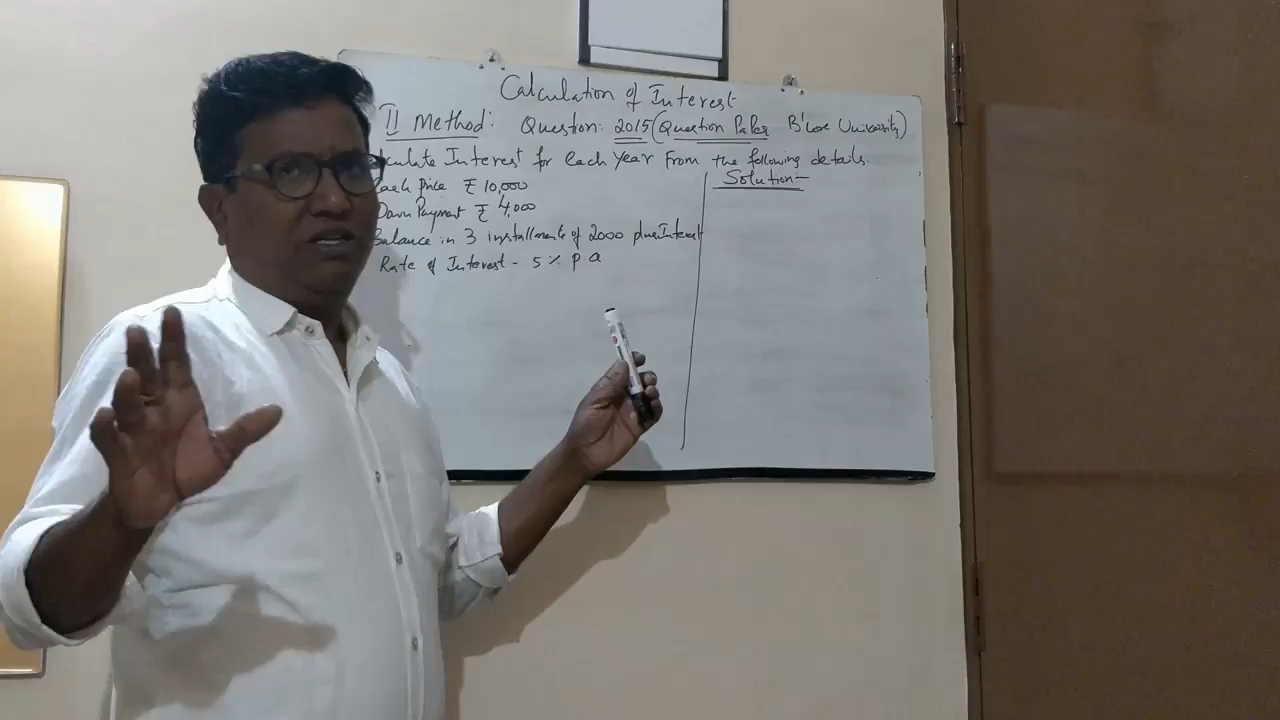 Calculation of Interest
II Method: Question: 2015 (Question Paper B'lore University)
culate Interest for each year From the following details.
Cash Price ₹ 10,000
Down Payment ₹ 4,000
Balance in 3 installments of 2000 plus Interest
Rate of Interest - 5 % p.a
Solution-